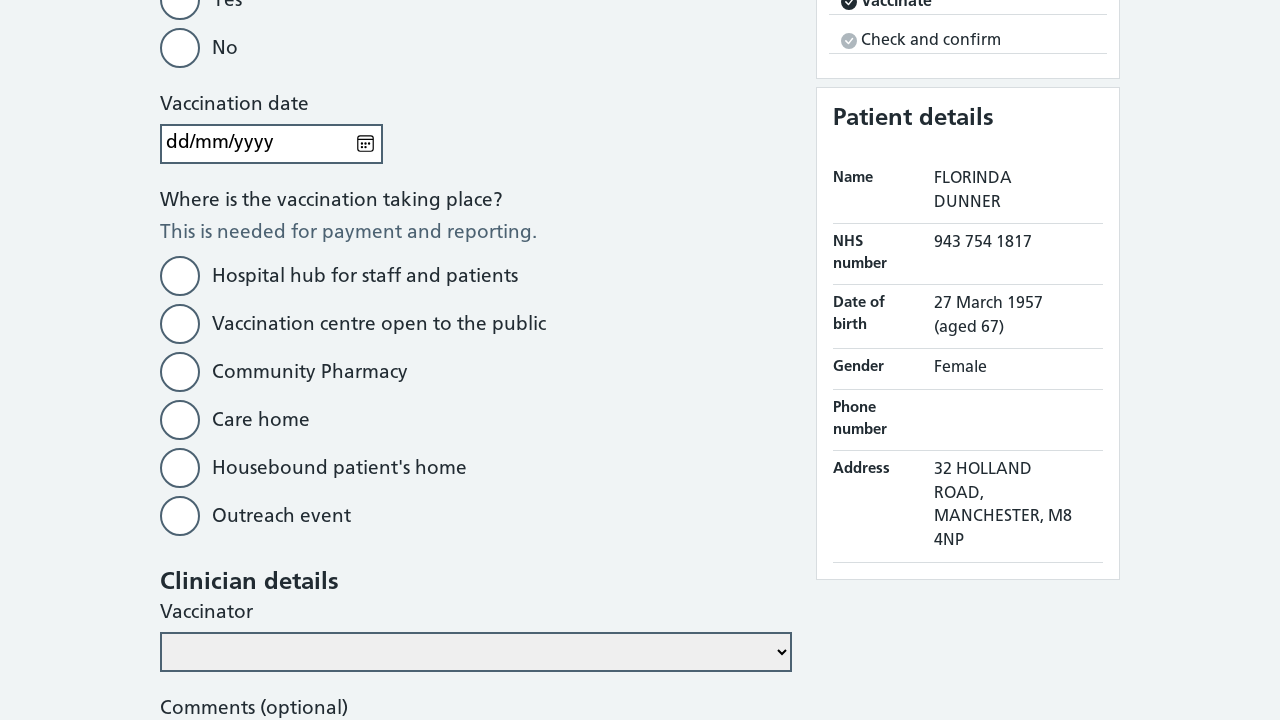 Yes
No
Vaccination date
dd/mm/yyyy
Where is the vaccination taking place?
This is needed for payment and reporting.
Hospital hub for staff and patients
Vaccination centre open to the public
Community Pharmacy
Care home
Housebound patient's home
Outreach event
Clinician details
Vaccinator
Comments (optional)
Vaccinate
Check and confirm
Patient details
Name FLORINDA
DUNNER
NHS 943 754 1817
number
Date of 27 March 1957
birth (aged 67)
Gender Female
Phone
number
Address 32 HOLLAND
ROAD,
MANCHESTER, M8
4NP